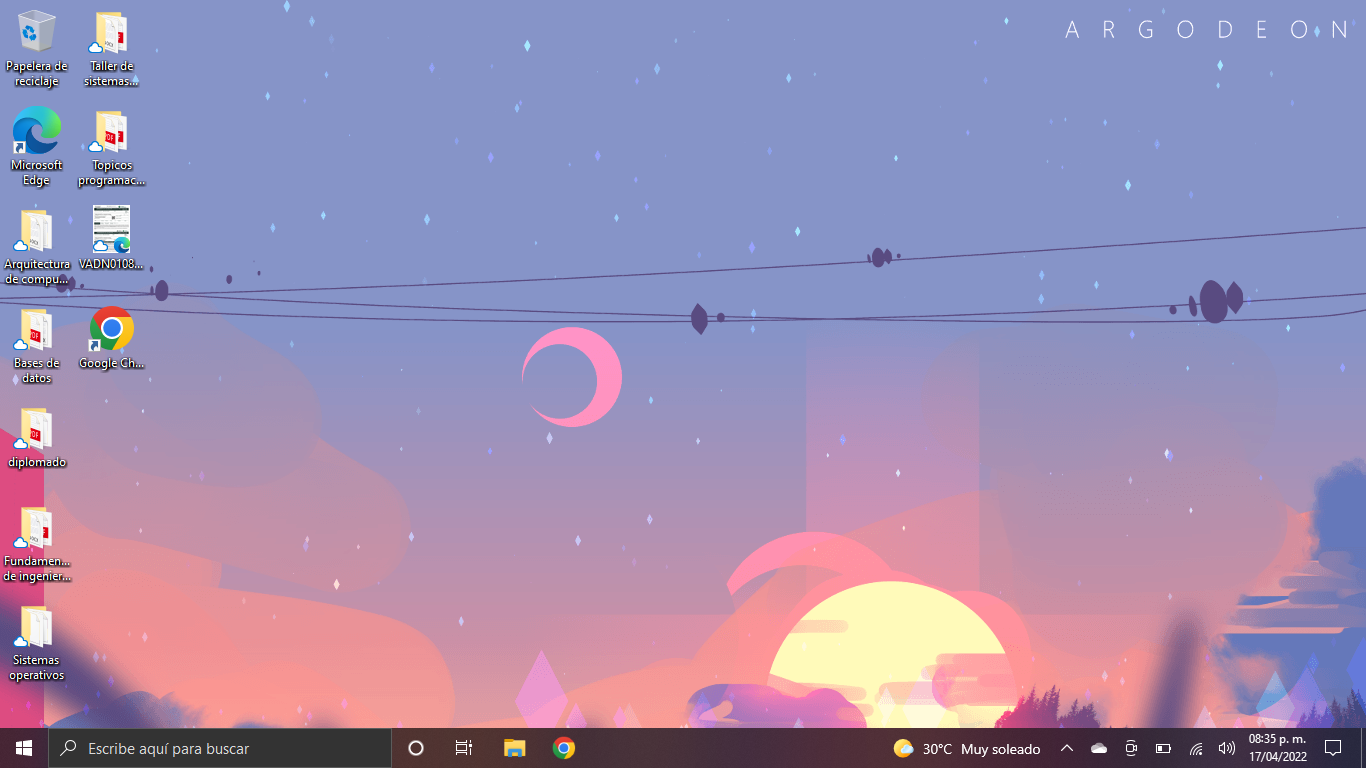 A R G O D E O N
Papelera de
reciclaje
Taller de
sistemas...
Microsoft
Edge
Topicos
programac...
Arquitectura
de compu...
VADN0108...
Bases de
datos
Google Ch...
diplomado
Fundamen...
de ingenier...
Sistemas
operativos
Escribe aquí para buscar
30°C Muy soleado
08:35 p. m.
17/04/2022